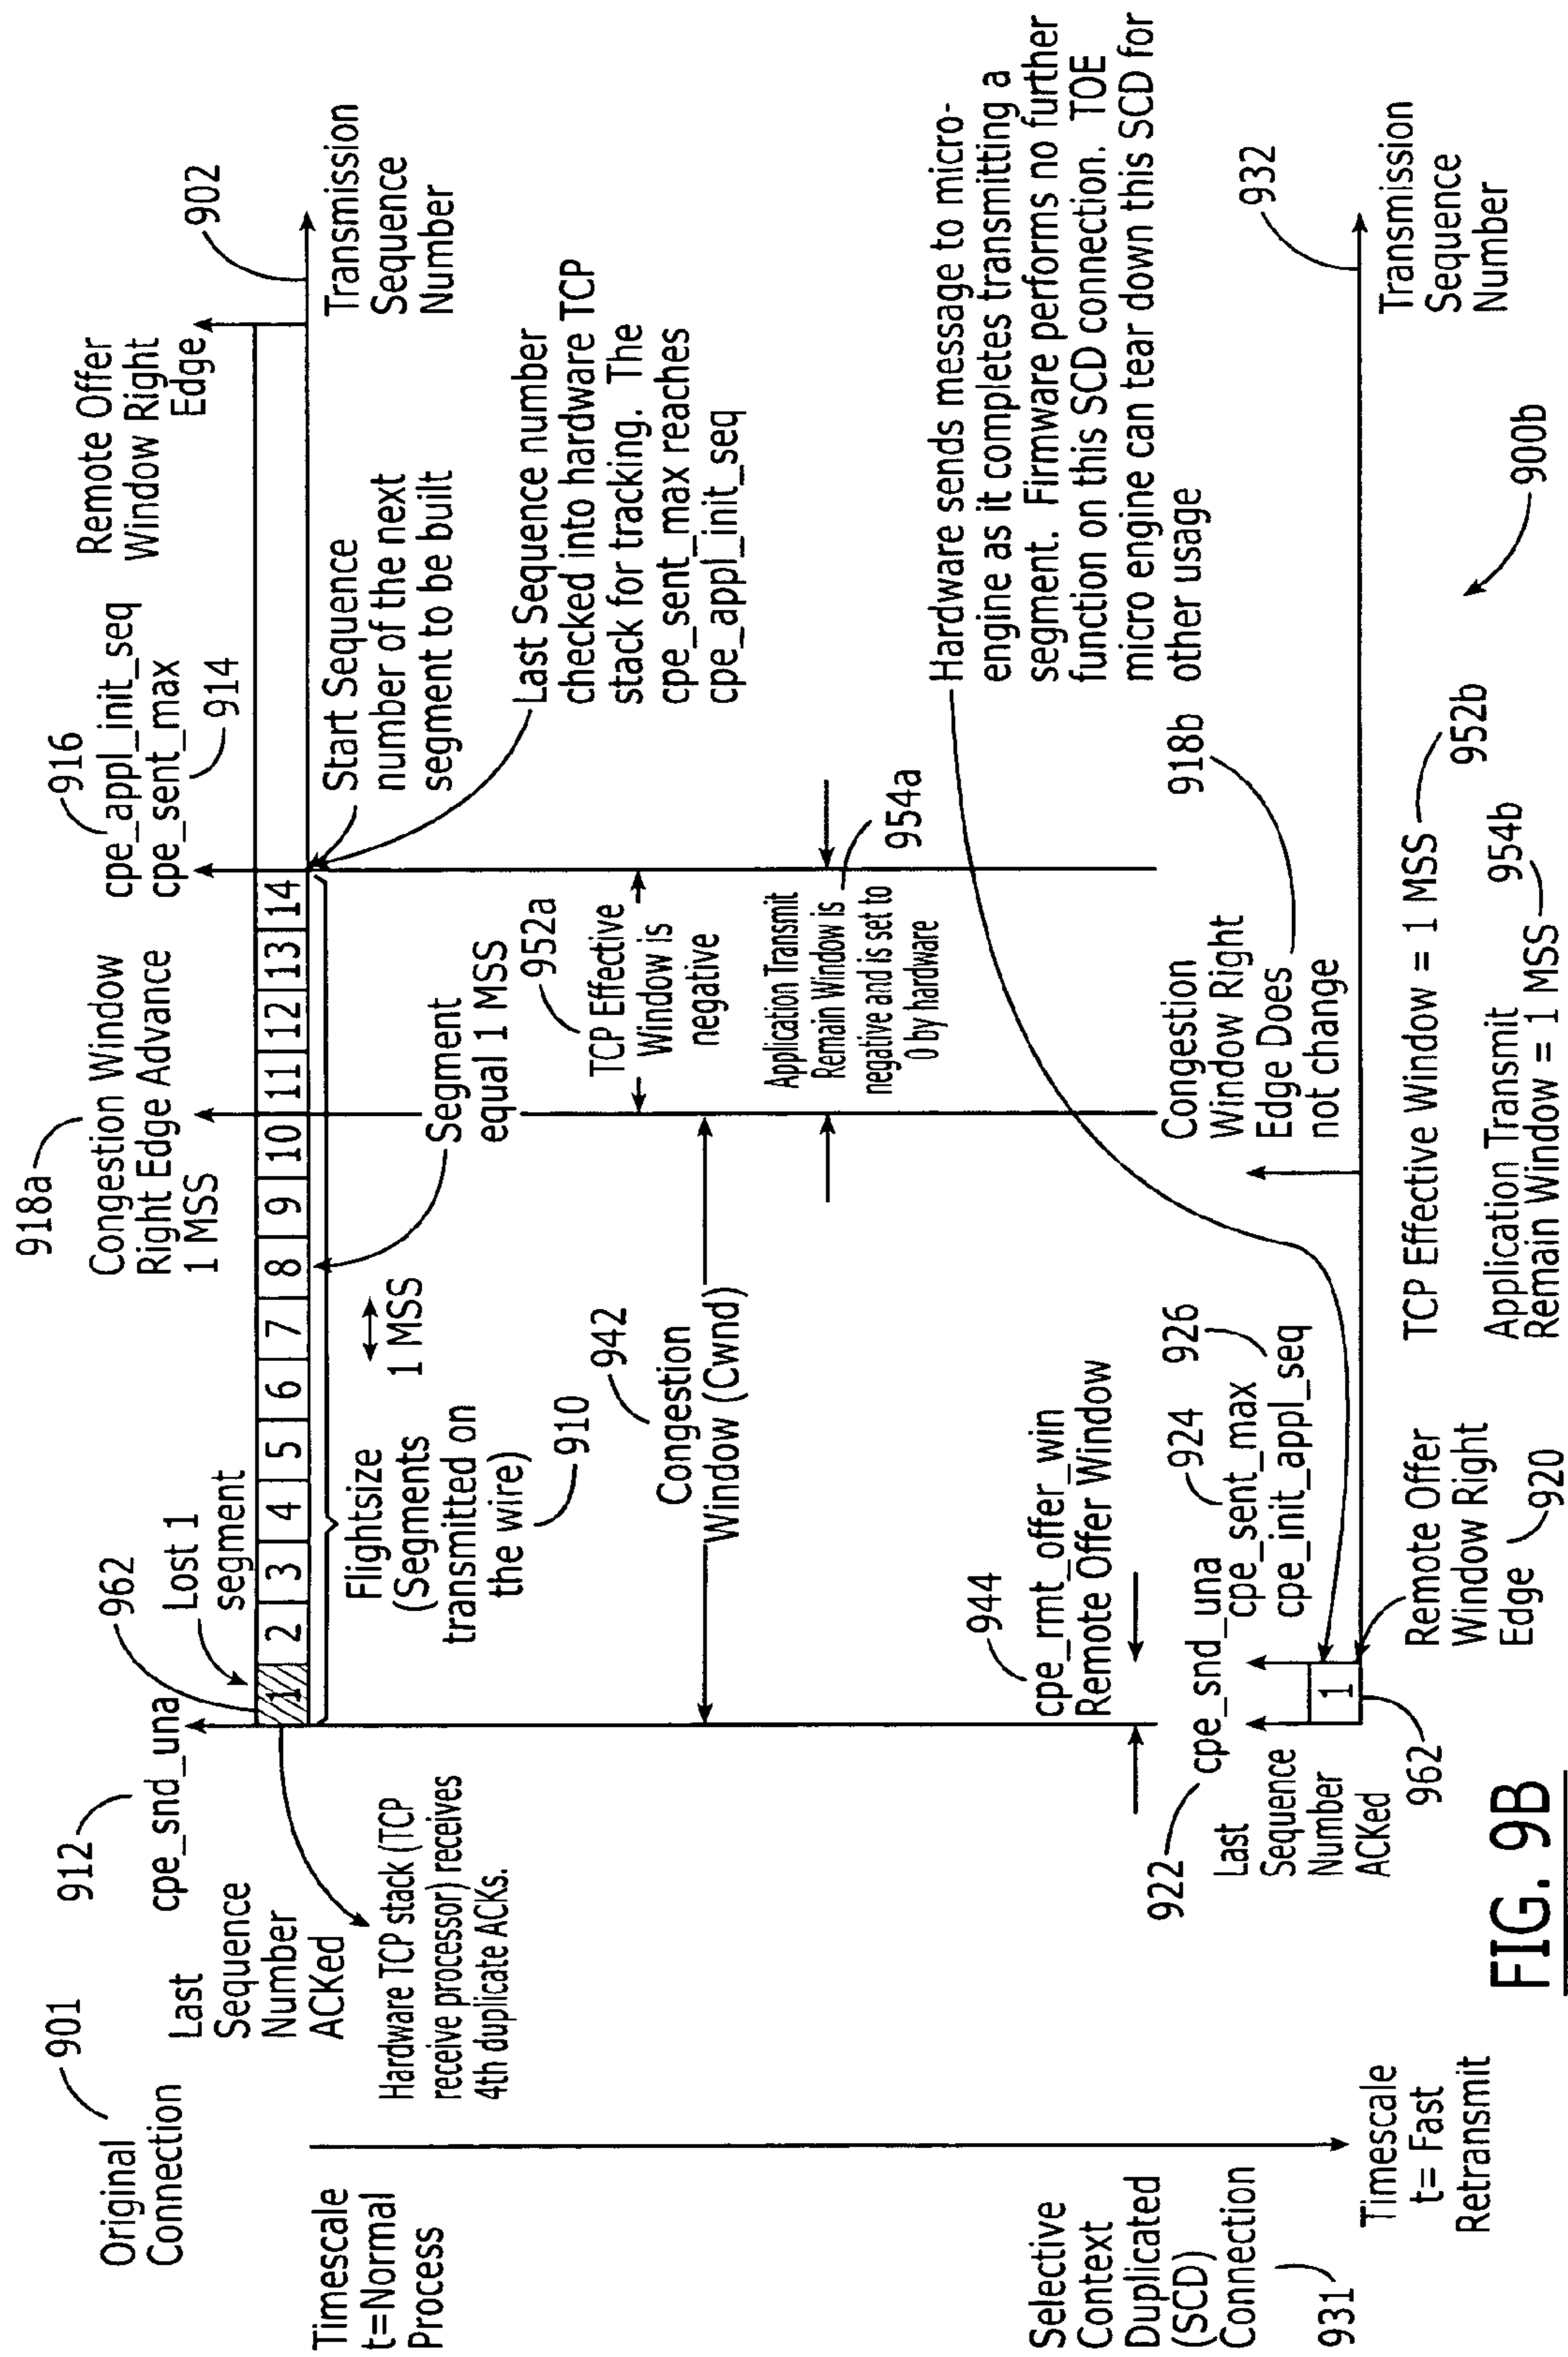 901
Original
Connection
912
cpe_snd_una
962
Lost 1
segment
918a
Congestion Window
Right Edge Advance
1 MSS
916
cpe_appl_init_seq
cpe_sent_max
914
Remote Offer
Window Right
Edge
902
Last
Sequence
Number
ACKed
1 2 3 4 5 6 7 8 9 10 11 12 13 14
Transmission
Sequence
Number
Timescale
t=Normal
Process
Hardware TCP stack (TCP
receive processor) receives
4th duplicate ACKs.
Flightsize
(Segments
transmitted on
the wire)
910
1 MSS
Segment
equal 1 MSS
Start Sequence
number of the next
segment to be built
Last Sequence number
checked into hardware TCP
stack for tracking. The
cpe_sent_max reaches
cpe_appl_init_seq
942
Congestion
Window (Cwnd)
952a
TCP Effective
Window is
negative
954a
Application Transmit
Remain Window is
negative and is set to
0 by hardware
Hardware sends message to micro-
engine as it completes transmitting a
segment. Firmware performs no further
function on this SCD connection. TOE
micro engine can tear down this SCD for
other usage
944
cpe_rmt_offer_win
Remote Offer Window
Selective
Context
Duplicated
(SCD)
Connection
931
922
cpe_snd_una
924
cpe_sent_max
926
cpe_init_appl_seq
Last
Sequence
Number
ACKed
1
962
918b
Congestion
Window Right
Edge Does
not change
932
Transmission
Sequence
Number
Timescale
t= Fast
Retransmit
Remote Offer
Window Right
Edge
920
TCP Effective Window = 1 MSS
952b
Application Transmit
Remain Window = 1 MSS
954b
900b
FIG. 9B